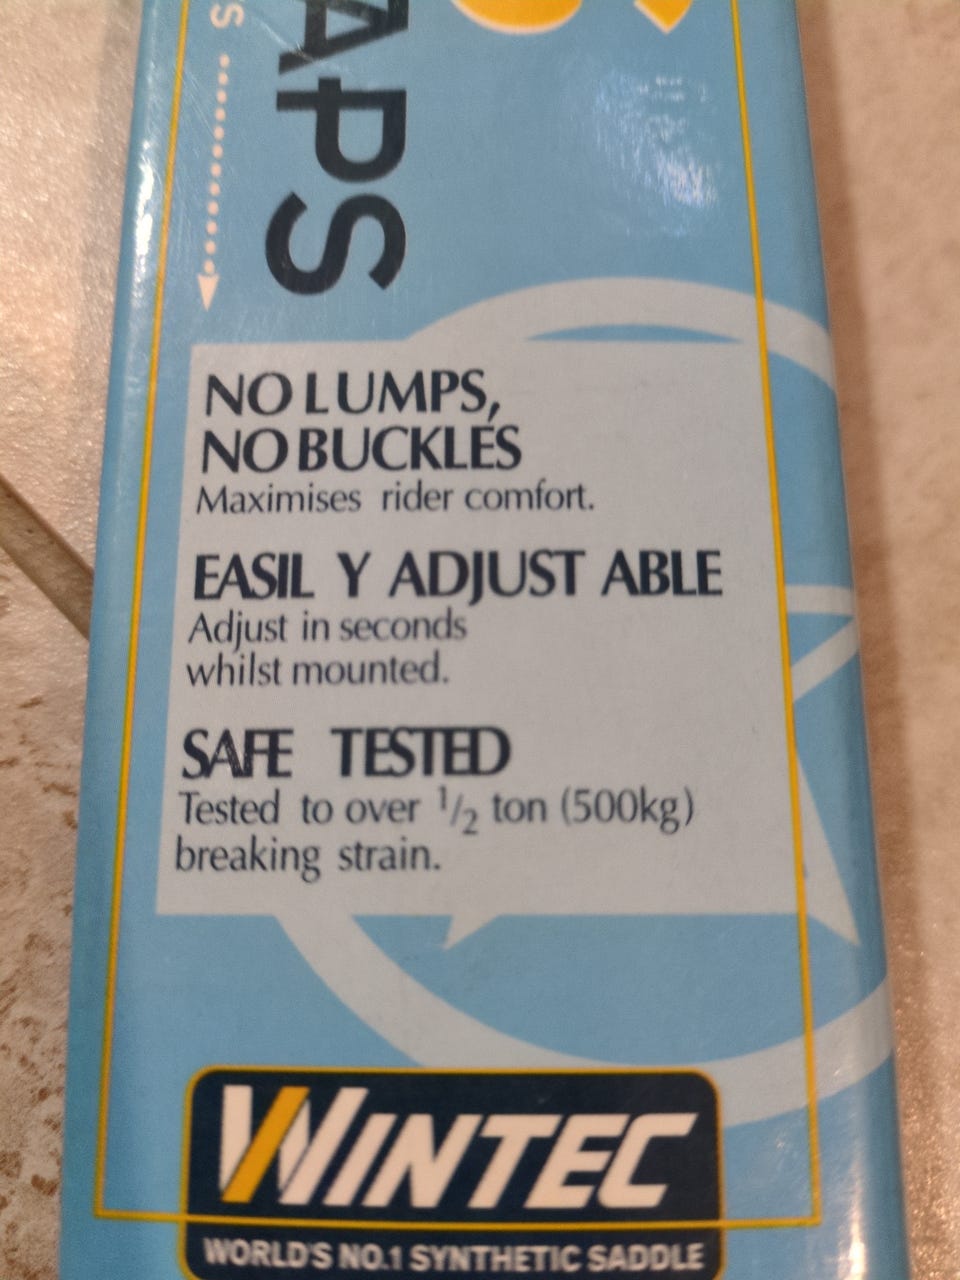 S
APS
NO LUMPS,
NO BUCKLES
Maximises rider comfort.
EASIL Y ADJUST ABLE
Adjust in seconds
whilst mounted.
SAFE TESTED
Tested to over 1/2 ton (500kg)
breaking strain.
WINTEC
WORLD'S NO.1 SYNTHETIC SADDLE